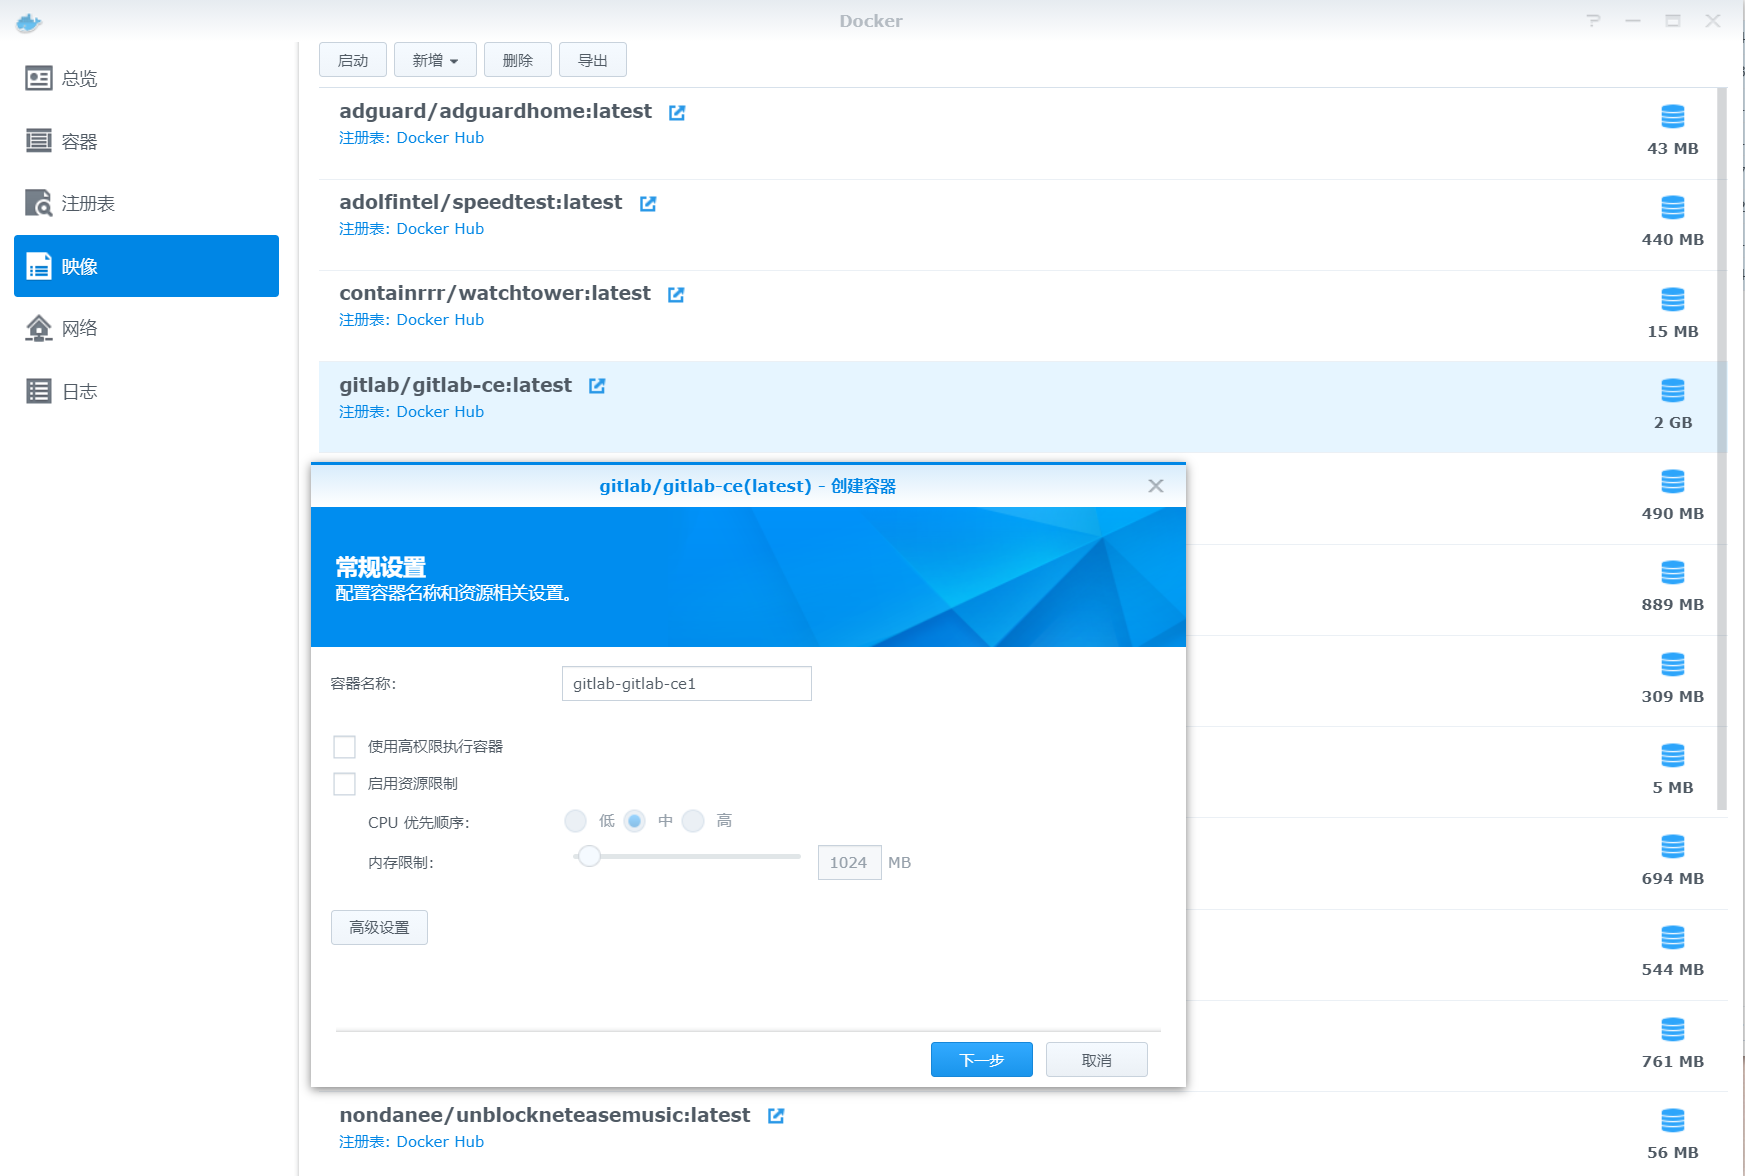 Docker
总览
容器
注册表
映像
网络
日志
启动 新增 删除 导出
adguard/adguardhome:latest
注册表: Docker Hub
43 MB
adolfintel/speedtest:latest
注册表: Docker Hub
440 MB
containrrr/watchtower:latest
注册表: Docker Hub
15 MB
gitlab/gitlab-ce:latest
注册表: Docker Hub
2 GB
490 MB
889 MB
309 MB
5 MB
694 MB
544 MB
761 MB
gitlab/gitlab-ce(latest) - 创建容器
常规设置
配置容器名称和资源相关设置。
容器名称: gitlab-gitlab-ce1
使用高权限执行容器
启用资源限制
CPU 优先顺序: 低 中 高
内存限制: 1024 MB
高级设置
下一步 取消
nondanee/unblockneteasemusic:latest
注册表: Docker Hub
56 MB